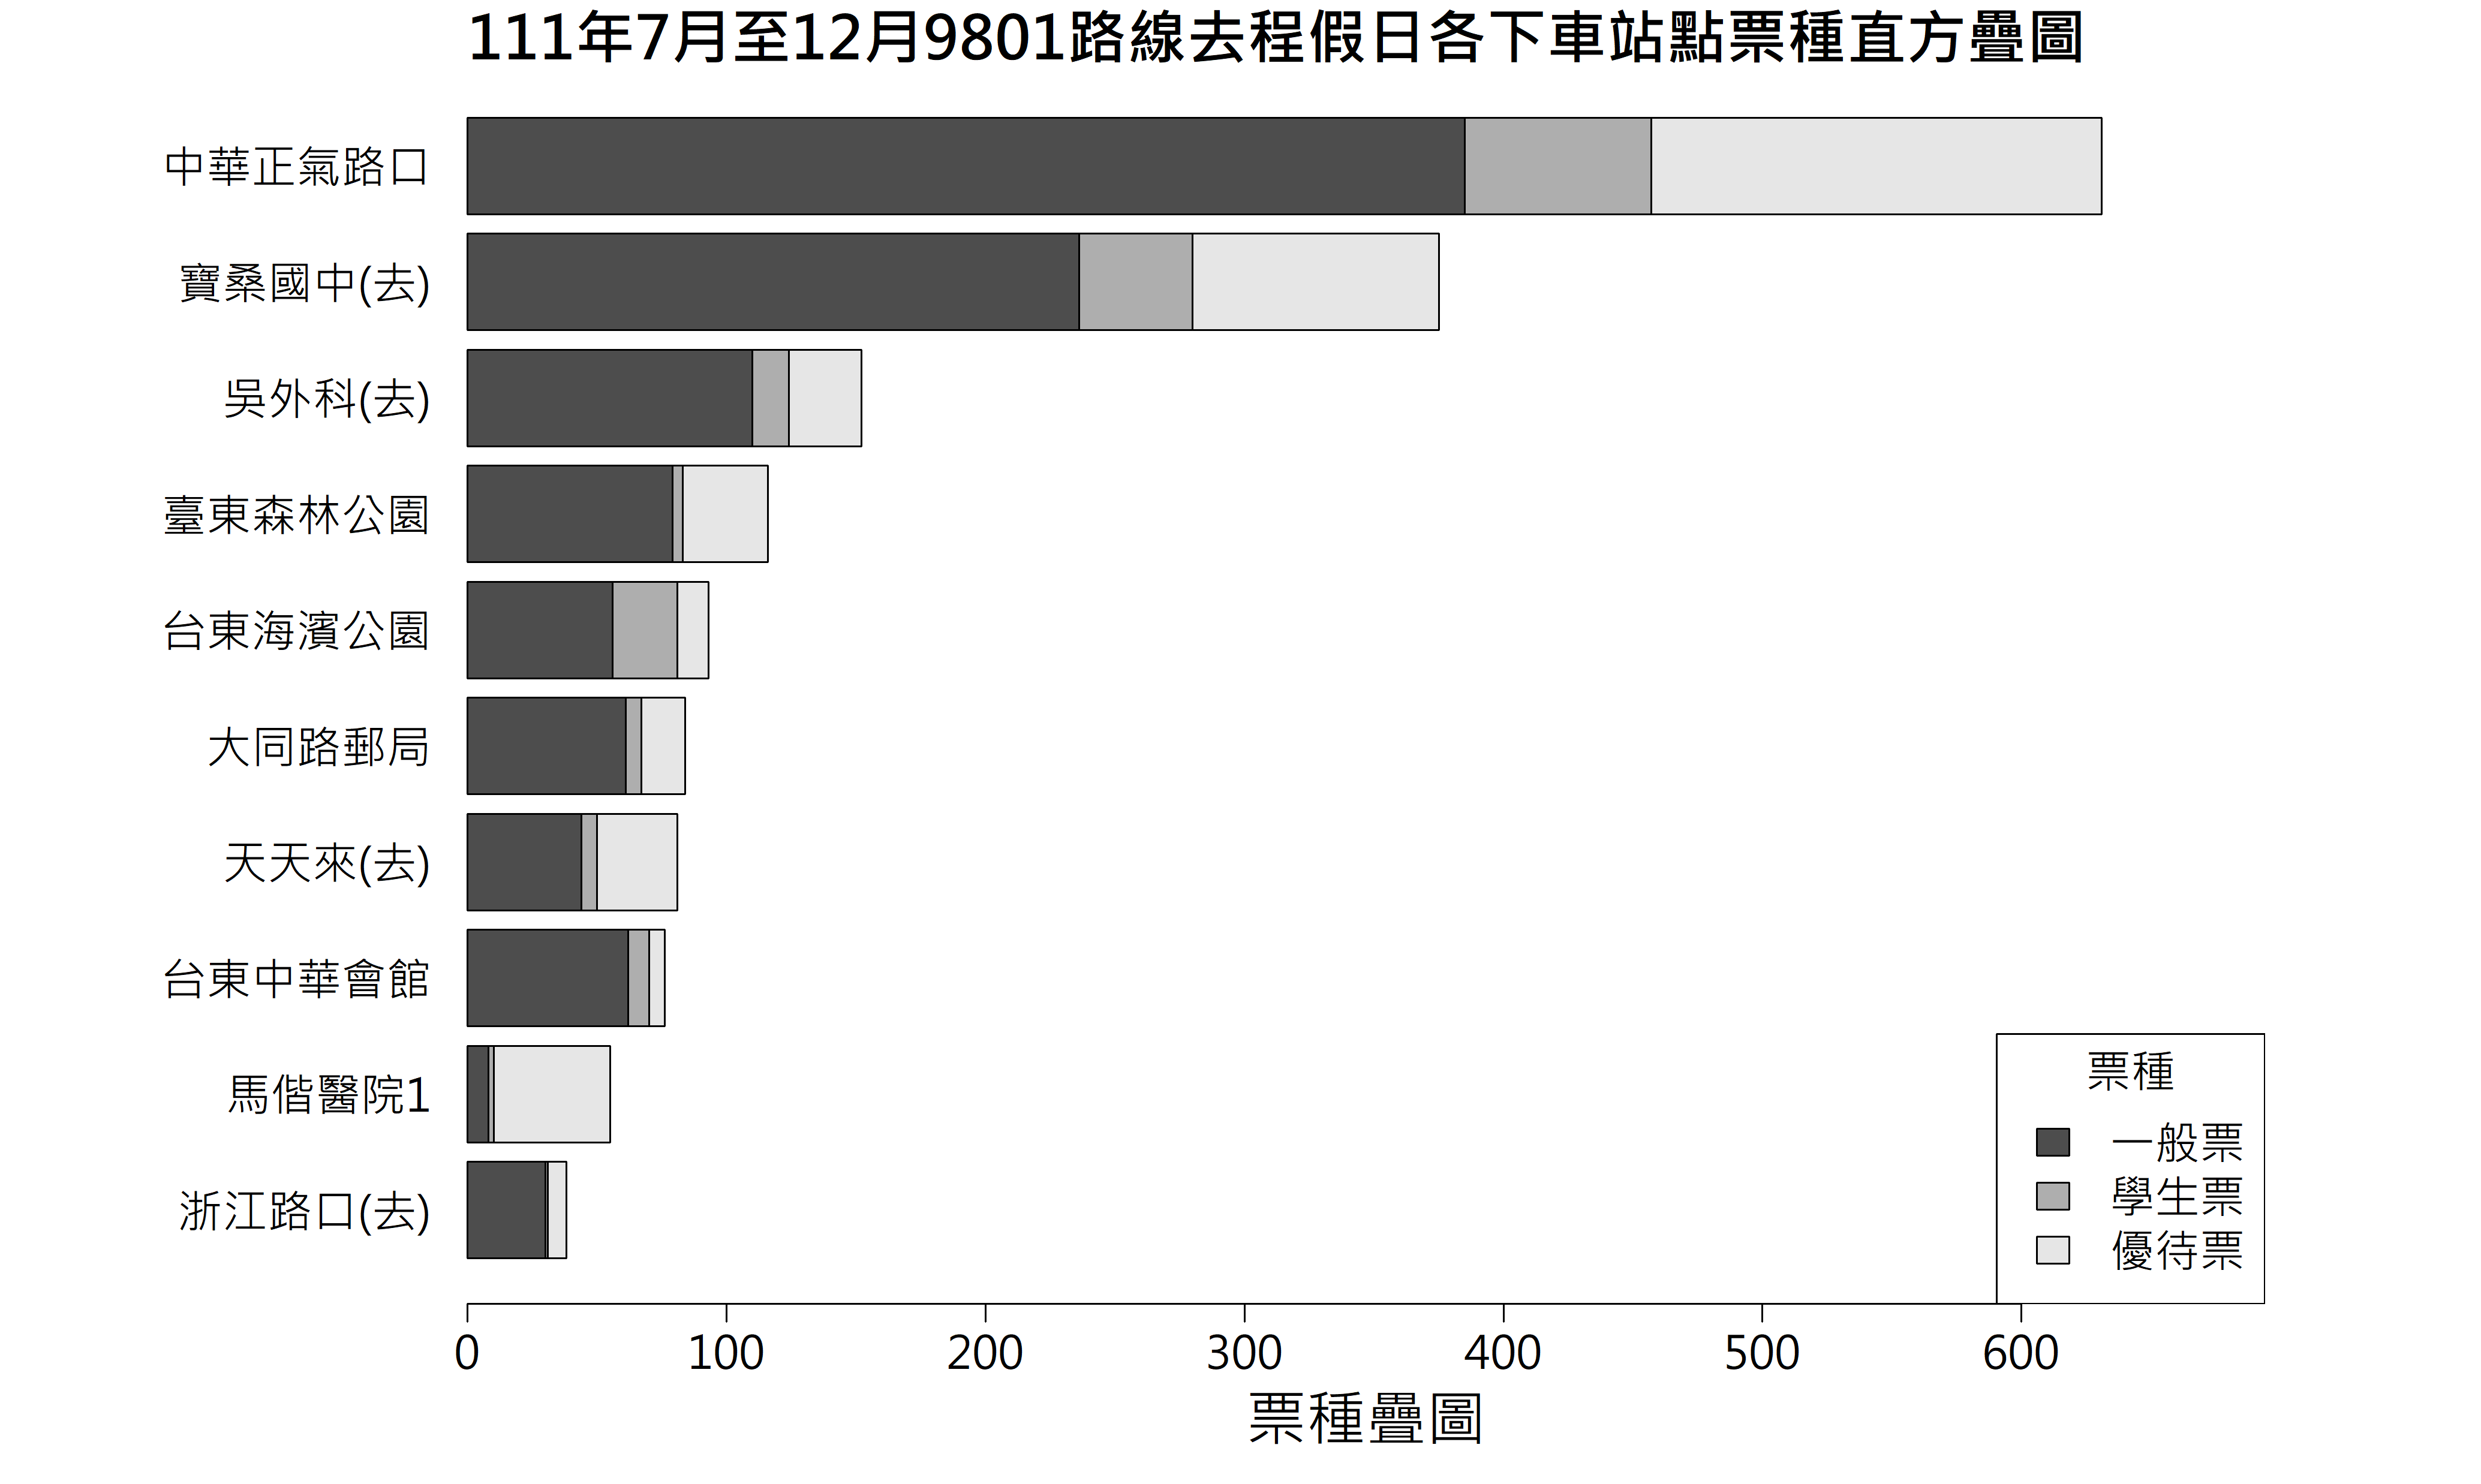 111年7月至12月9801路線去程假日各下車站點票種直方疊圖
中華正氣路口
寶桑國中(去)
吳外科(去)
臺東森林公園
台東海濱公園
大同路郵局
天天來(去)
台東中華會館
馬偕醫院1
浙江路口(去)
票種
一般票
學生票
優待票
0 100 200 300 400 500 600
票種疊圖